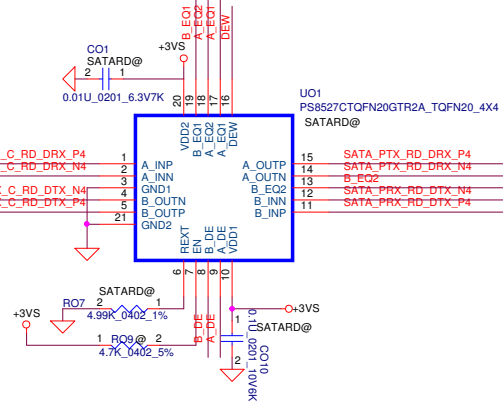 B_EQ1
A_EQ2
A_EQ1
DEW
+3VS
CO1
SATARD@
2 1
0.01U_0201_6.3V7K
20 19 18 17 16
VDD2 B_EQ1 A_EQ2 A_EQ1 DEW
UO1
PS8527CTQFN20GTR2A_TQFN20_4X4
SATARD@
_C_RD_DRX_P4 1 A_INP A_OUTP 15 SATA_PTX_RD_DRX_P4
_C_RD_DRX_N4 2 A_INN A_OUTN 14 SATA_PTX_RD_DRX_N4
3 GND1 B_EQ2 13 B_EQ2
C_RD_DTX_N4 4 B_OUTN B_INN 12 SATA_PRX_RD_DTX_N4
C_RD_DTX_P4 5 B_OUTP B_INP 11 SATA_PRX_RD_DTX_P4
21 GND2
REXT EN B_DE A_DE VDD1
6 7 8 9 10
SATARD@
RO7 2 1
4.99K_0402_1%
+3VS
1 RO9@ 2
4.7K_0402_5%
B_DE
A_DE
+3VS
1
SATARD@
2
0.1U_0201_10V6K
CO10